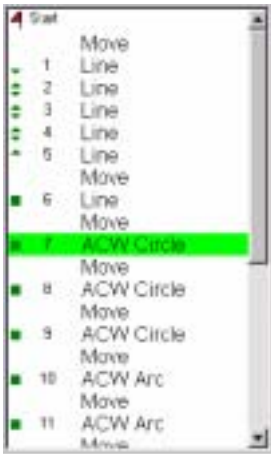 Start
Move
1 Line
2 Line
3 Line
4 Line
5 Line
Move
6 Line
Move
7 ACW Circle
Move
8 ACW Circle
Move
9 ACW Circle
Move
10 ACW Arc
Move
11 ACW Arc
Move